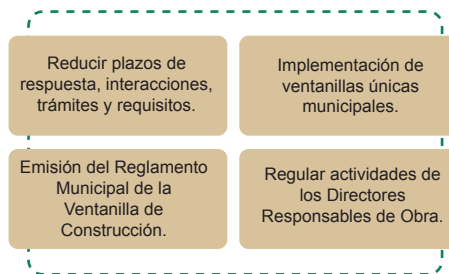 Reducir plazos de
respuesta, interacciones,
trámites y requisitos.
Implementación de
ventanillas únicas
municipales.
Emisión del Reglamento
Municipal de la
Ventanilla de
Construcción.
Regular actividades de
los Directores
Responsables de Obra.